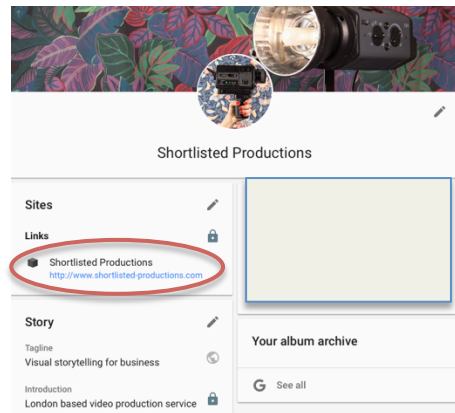 Shortlisted Productions
Sites
Links
Shortlisted Productions
http://www.shortlisted-productions.com
Story
Tagline
Visual storytelling for business
Introduction
London based video production service
Your album archive
G See all